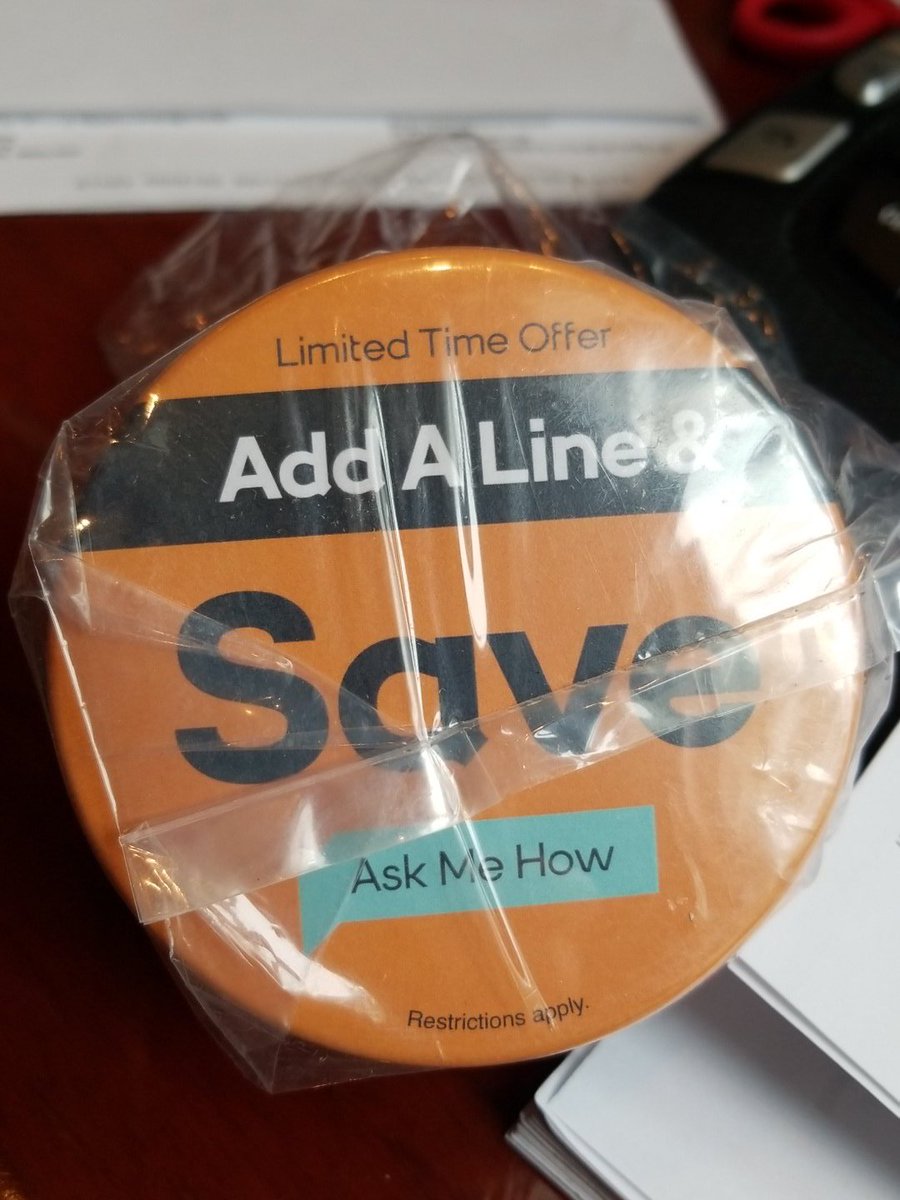 Limited Time Offer
Add A Line &
Save
Ask Me How
Restrictions apply.